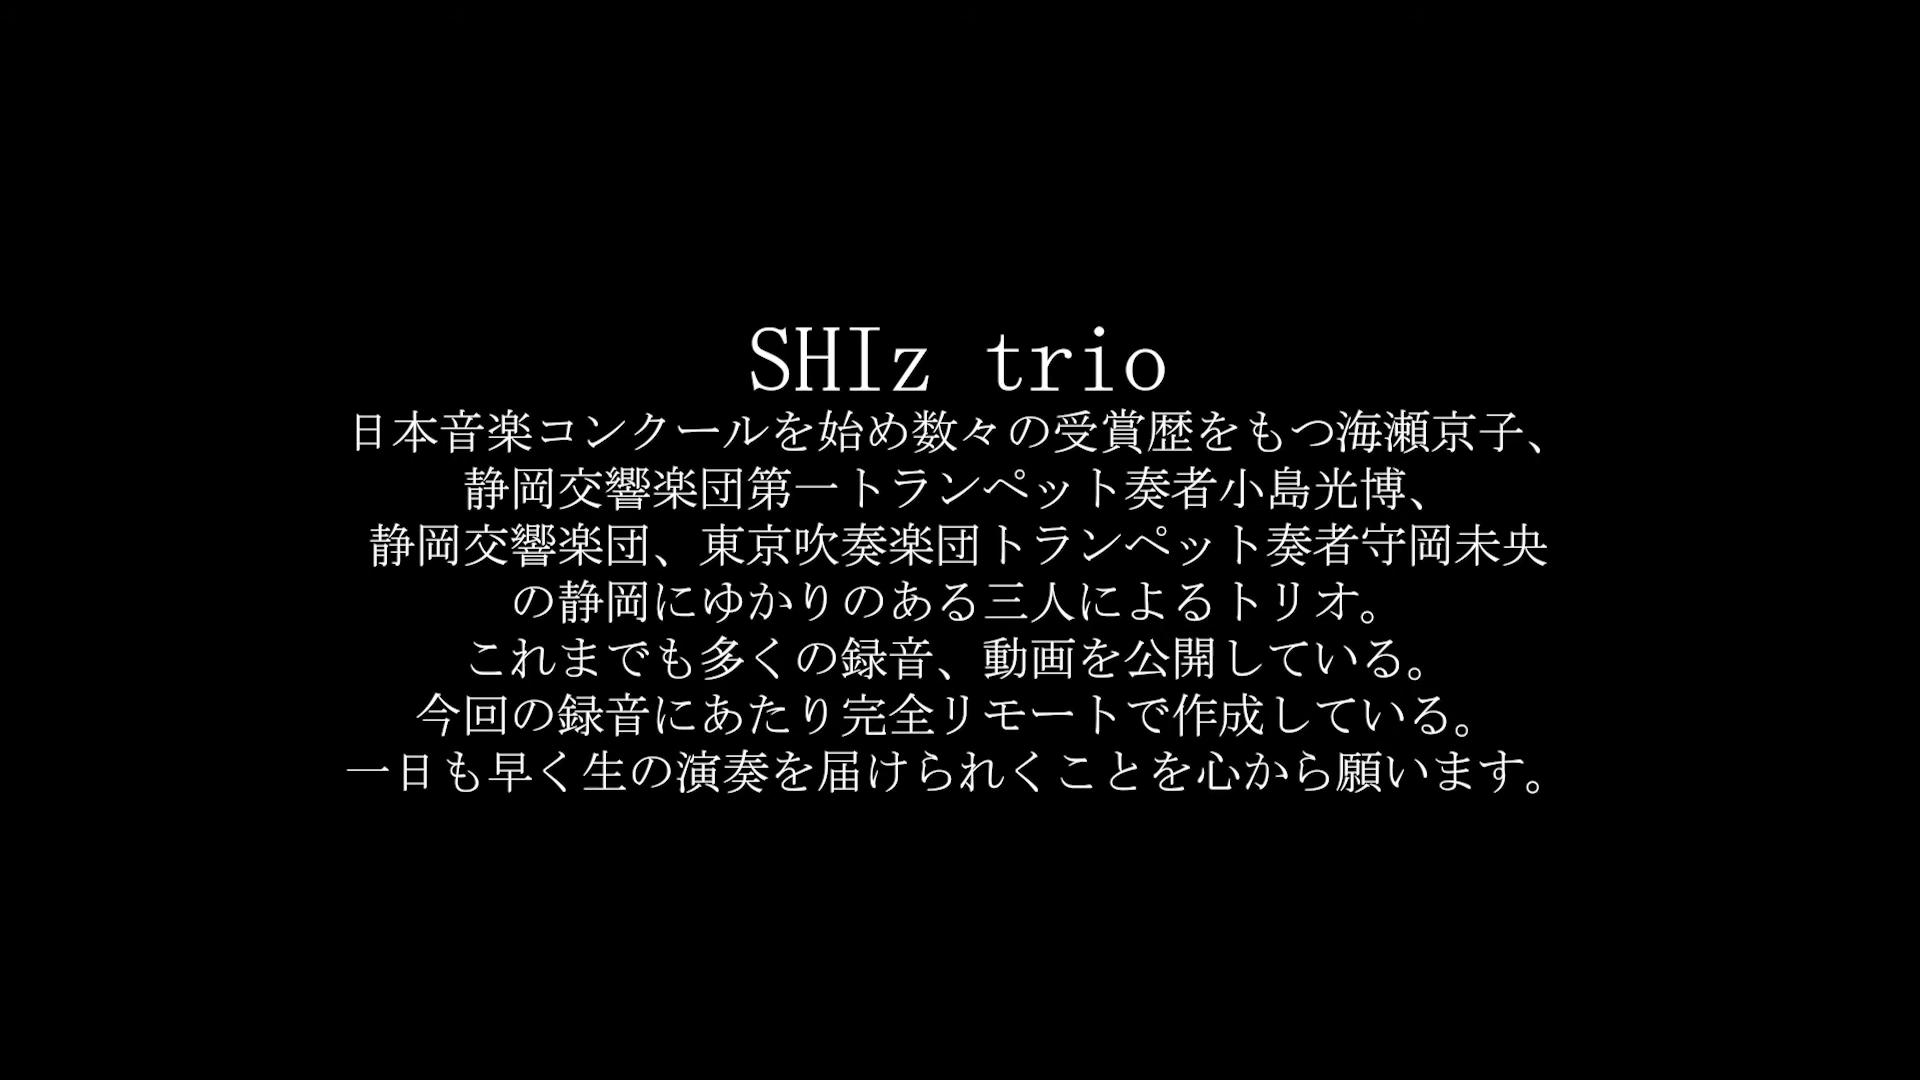 SHIz trio
日本音楽コンクールを始め数々の受賞歴をもつ海瀬京子、
静岡交響楽団第一トランペット奏者小島光博、
静岡交響楽団、東京吹奏楽団トランペット奏者守岡未央
の静岡にゆかりのある三人によるトリオ。
これまでも多くの録音、動画を公開している。
今回の録音にあたり完全リモートで作成している。
一日も早く生の演奏を届けられくことを心から願います。